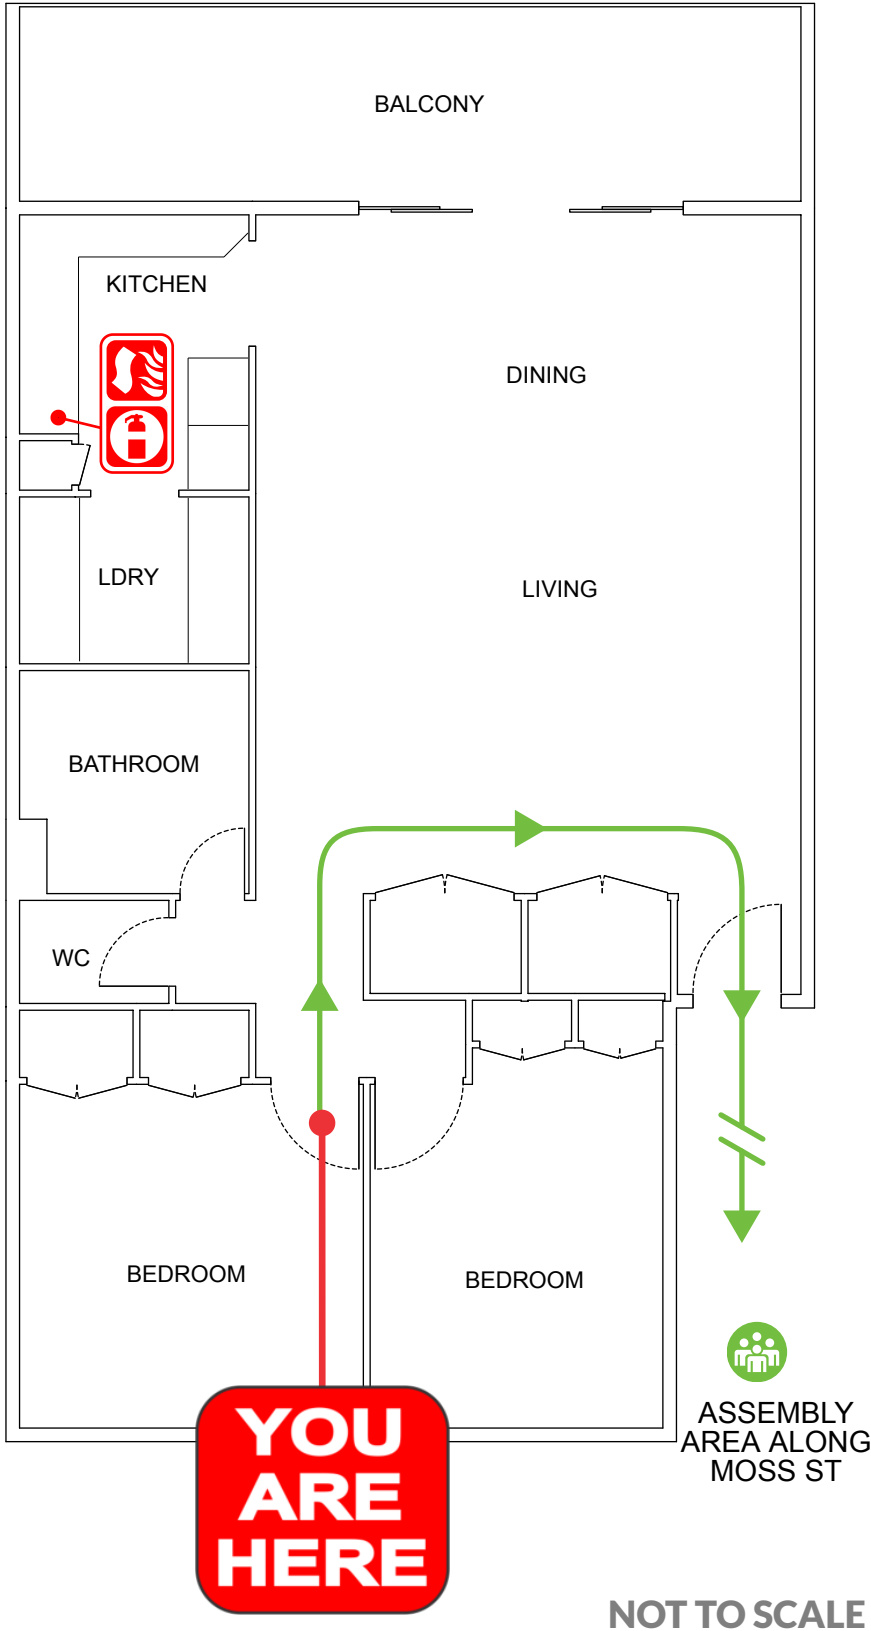 BALCONY
KITCHEN
DINING
LDRY
LIVING
BATHROOM
WC
BEDROOM
BEDROOM
YOU
ARE
HERE
ASSEMBLY
AREA ALONG
MOSS ST
NOT TO SCALE